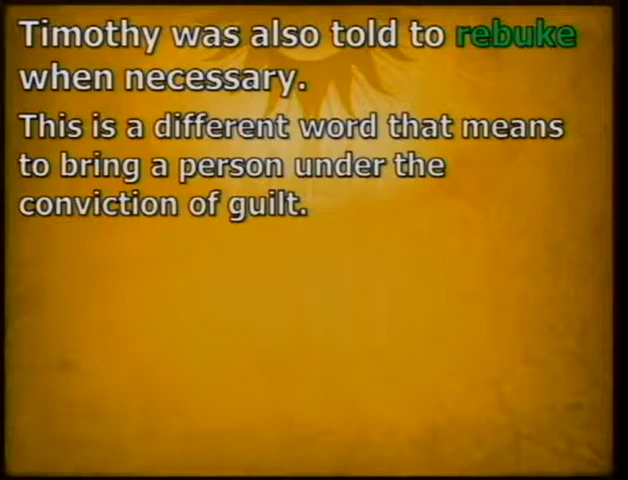 Timothy was also told to rebuke
when necessary.
This is a different word that means
to bring a person under the
conviction of guilt.